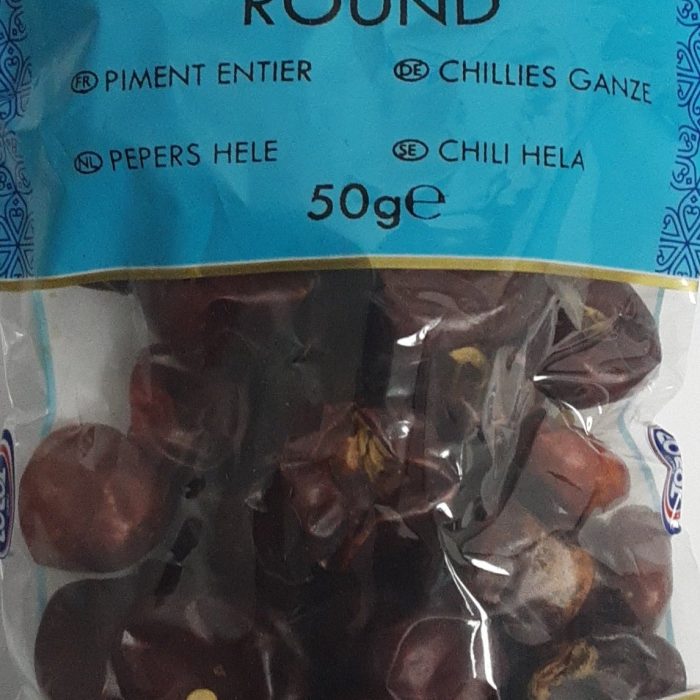 ROUND
FR PIMENT ENTIER
DE CHILLIES GANZE
NL PEPERS HELE
SE CHILI HELA
50g℮